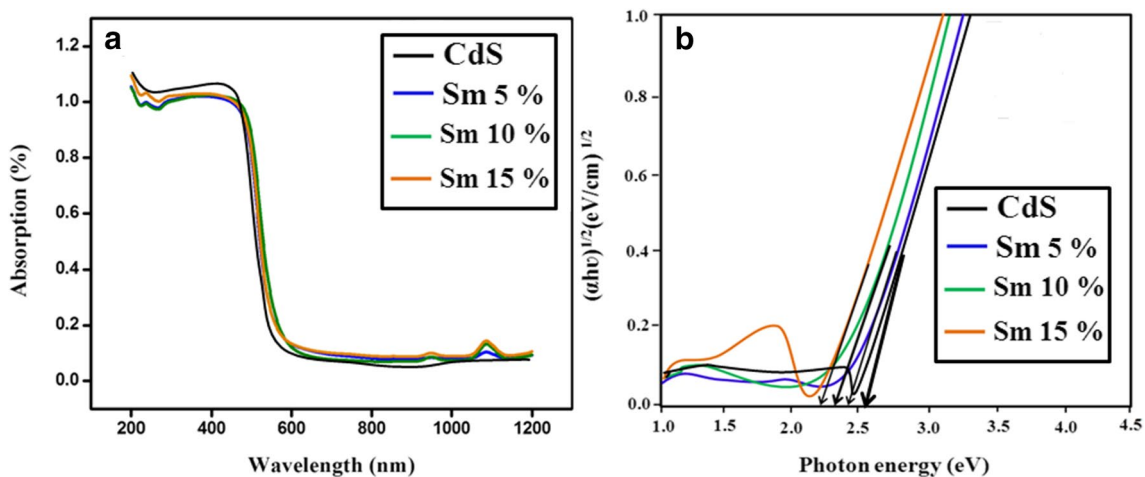 a
CdS
Sm 5 %
Sm 10 %
Sm 15 %
Absorption (%)
1.2
1.0
0.8
0.6
0.4
0.2
0.0
200 400 600 800 1000 1200
Wavelength (nm)
b
CdS
Sm 5 %
Sm 10 %
Sm 15 %
(αhυ)1/2(eV/cm) 1/2
1.0
0.8
0.6
0.4
0.2
0.0
1.0 1.5 2.0 2.5 3.0 3.5 4.0 4.5
Photon energy (eV)